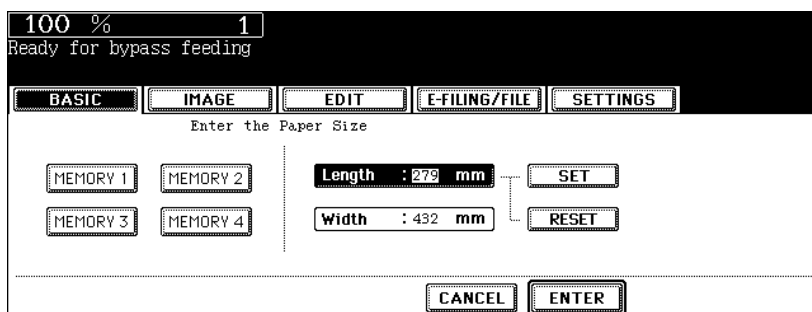 100 % 1
Ready for bypass feeding
BASIC IMAGE EDIT E-FILING/FILE SETTINGS
Enter the Paper Size
MEMORY 1 MEMORY 2 Length : 279 mm SET
MEMORY 3 MEMORY 4 Width : 432 mm RESET
CANCEL ENTER